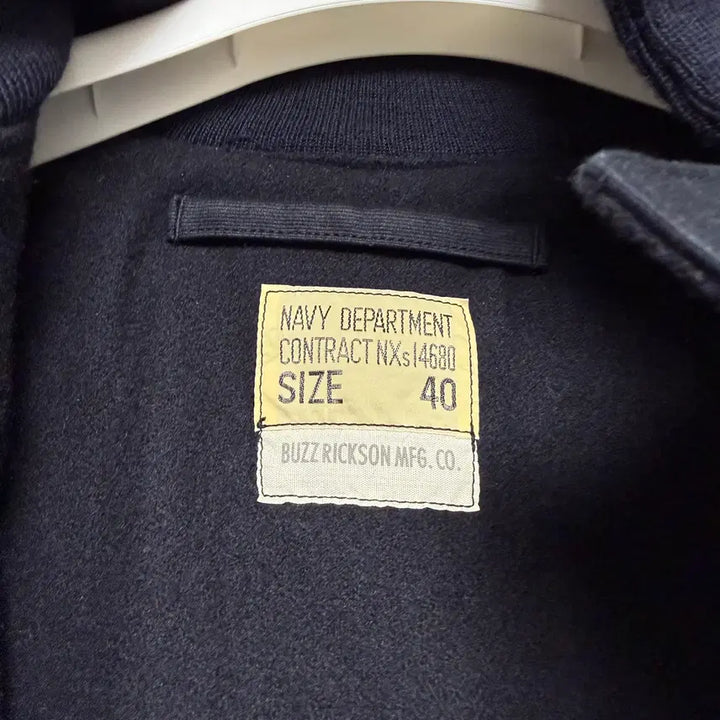 NAVY DEPARTMENT
CONTRACT NXs14680
SIZE 40
BUZZ RICKSON MFG. CO.